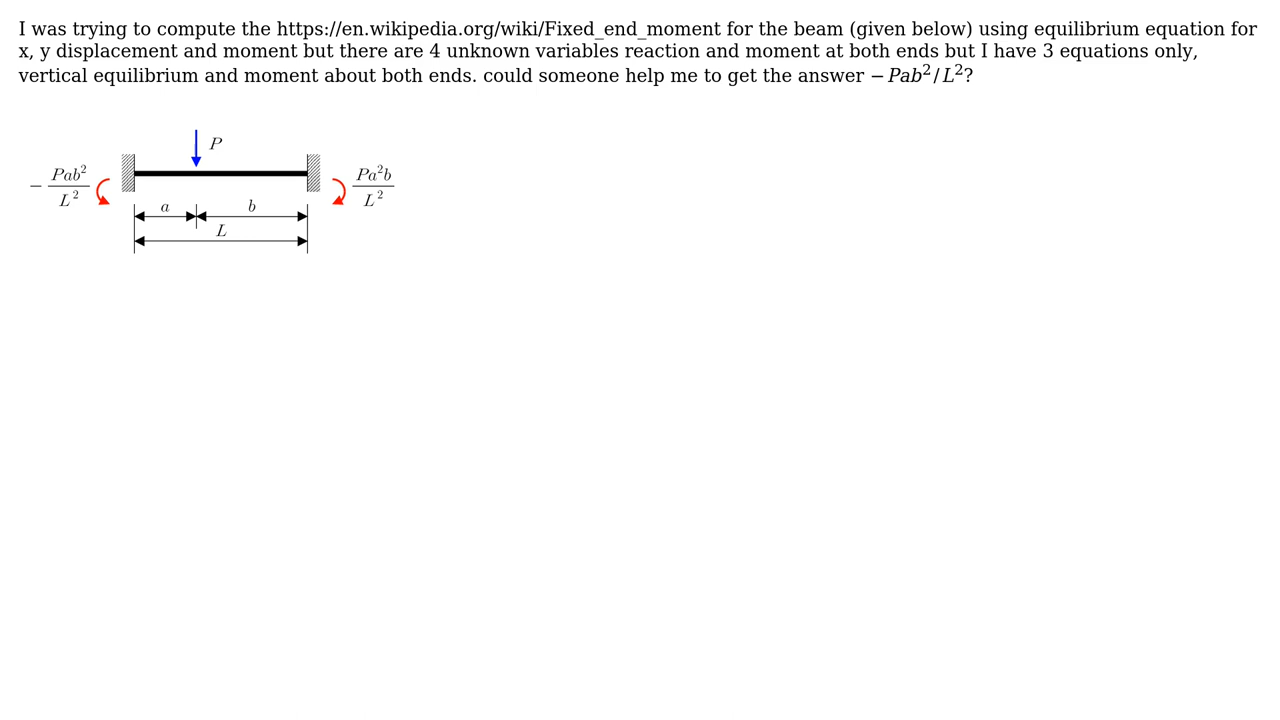 I was trying to compute the https://en.wikipedia.org/wiki/Fixed_end_moment for the beam (given below) using equilibrium equation for
x, y displacement and moment but there are 4 unknown variables reaction and moment at both ends but I have 3 equations only,
vertical equilibrium and moment about both ends. could someone help me to get the answer − Pab²/L²?
P
− Pab²/L²
Pa²b/L²
a
b
L